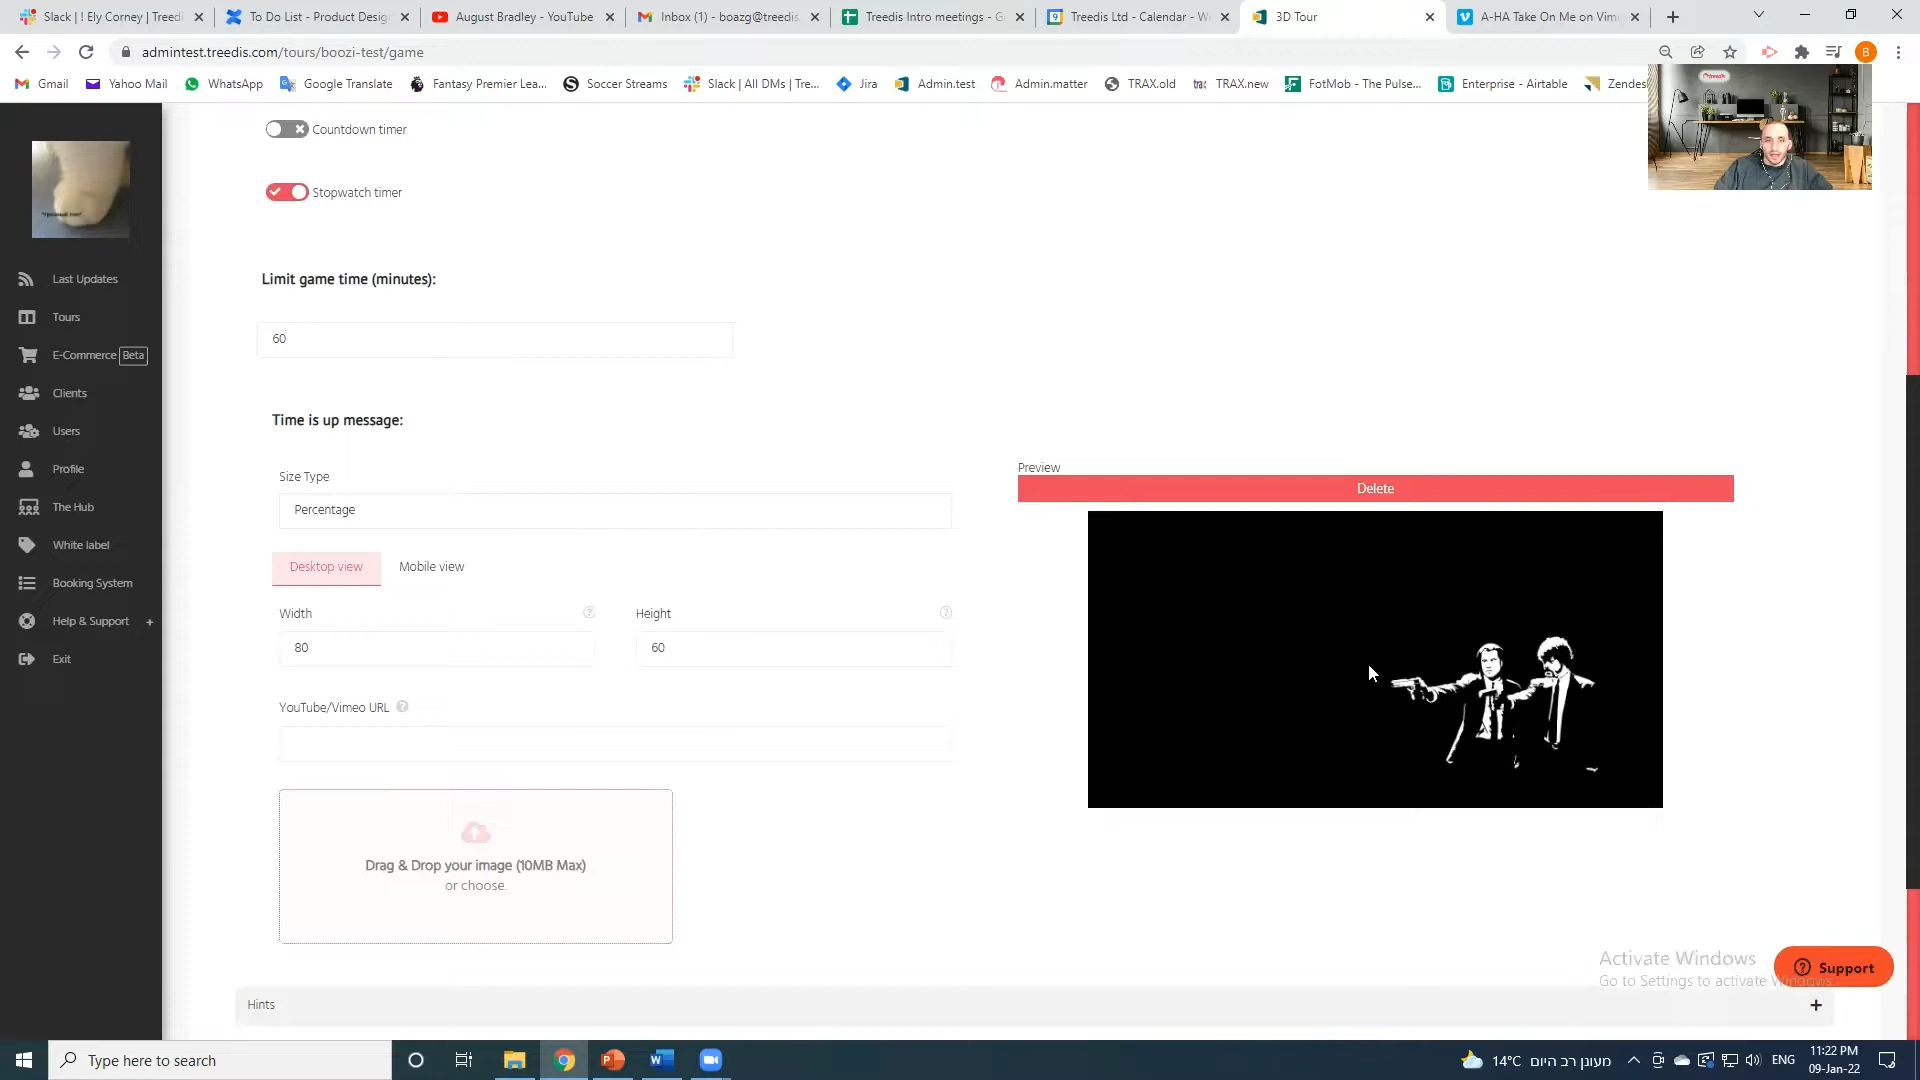 Slack | ! Ely Corney | Treedi
To Do List - Product Desig
August Bradley - YouTube
Inbox (1) - boazg@treedis
Treedis Intro meetings - G
Treedis Ltd - Calendar - W
3D Tour
A-HA Take On Me on Vim
admintest.treedis.com/tours/boozi-test/game
B
Gmail
Yahoo Mail
WhatsApp
Google Translate
Fantasy Premier Lea...
Soccer Streams
Slack | All DMs | Tre...
Jira
Admin.test
Admin.matter
TRAX.old
TRAX.new
FotMob - The Pulse...
Enterprise - Airtable
Zendes
Countdown timer
Stopwatch timer
Last Updates
Tours
E-Commerce Beta
Clients
Users
Profile
The Hub
White label
Booking System
Help & Support +
Exit
Limit game time (minutes):
60
Time is up message:
Size Type
Percentage
Desktop view
Mobile view
Width
Height
80
60
YouTube/Vimeo URL
Drag & Drop your image (10MB Max)
or choose.
Preview
Delete
Hints
+
Activate Windows
Go to Settings to activate Windows.
Support
Type here to search
14°C מעונן רב היום
ENG
11:22 PM
09-Jan-22